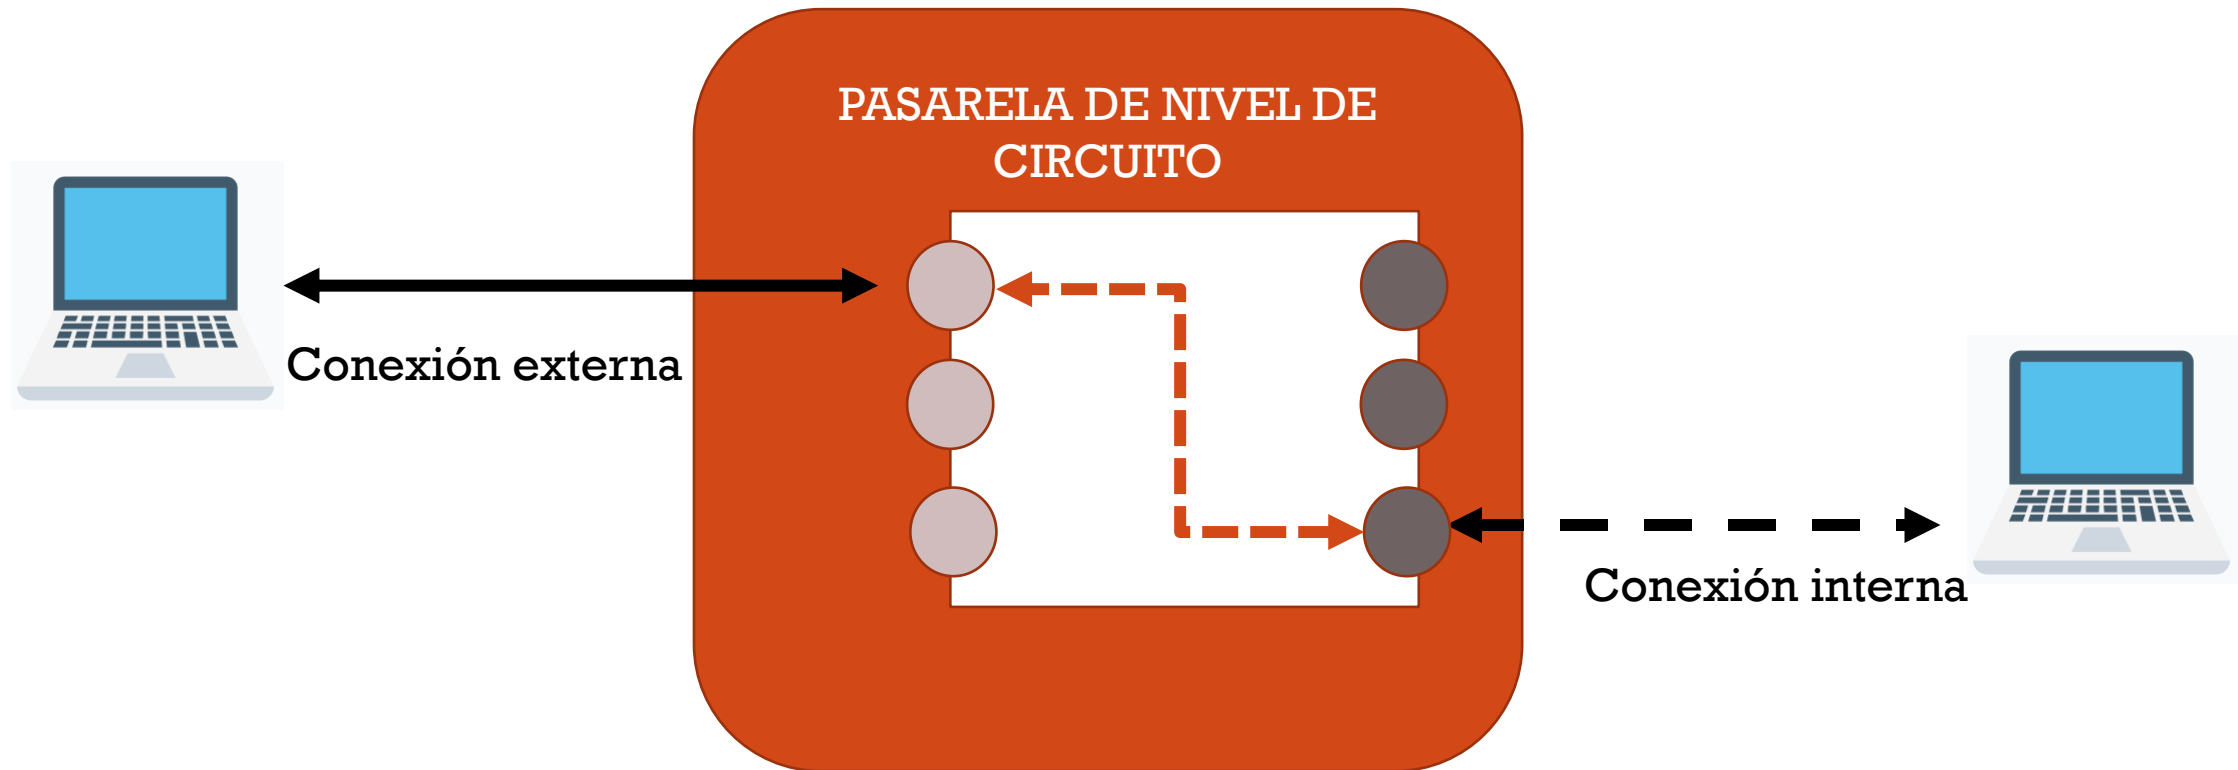 PASARELA DE NIVEL DE
CIRCUITO
Conexión externa
Conexión interna